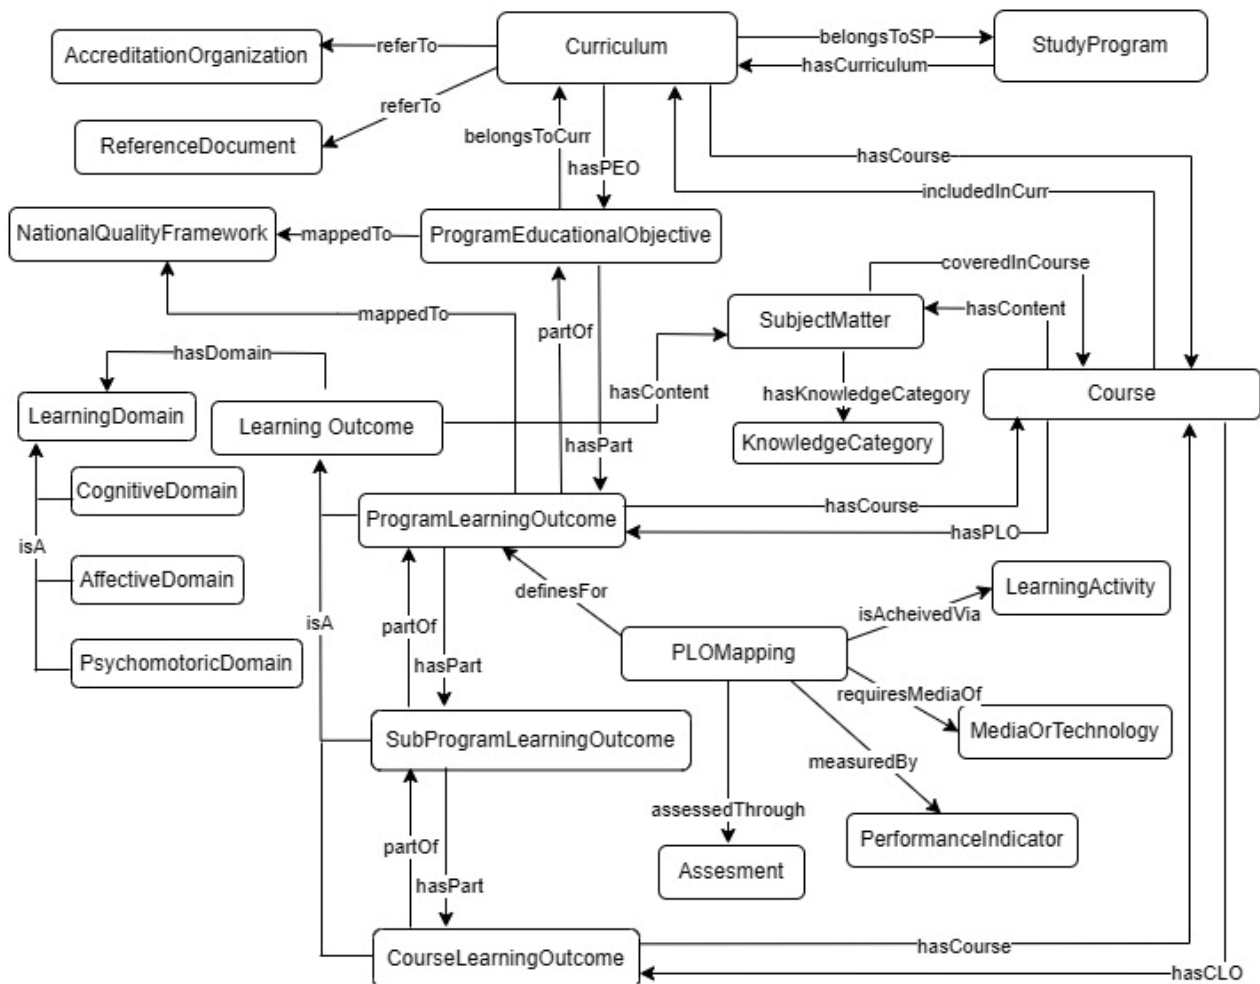 Curriculum
belongsToSP
StudyProgram
AccreditationOrganization
referTo
hasCurriculum
referTo
ReferenceDocument
belongsToCurr
hasPEO
hasCourse
includedInCurr
NationalQualityFramework
mappedTo
ProgramEducationalObjective
coveredInCourse
mappedTo
partOf
SubjectMatter
hasContent
hasDomain
hasContent
hasKnowledgeCategory
Course
LearningDomain
Learning Outcome
hasPart
KnowledgeCategory
CognitiveDomain
ProgramLearningOutcome
hasCourse
hasPLO
isA
AffectiveDomain
definesFor
LearningActivity
isAcheivedVia
isA
partOf
PsychomotoricDomain
hasPart
PLOMapping
requiresMediaOf
SubProgramLearningOutcome
MediaOrTechnology
measuredBy
assessedThrough
PerformanceIndicator
partOf
Assesment
hasPart
CourseLearningOutcome
hasCourse
hasCLO